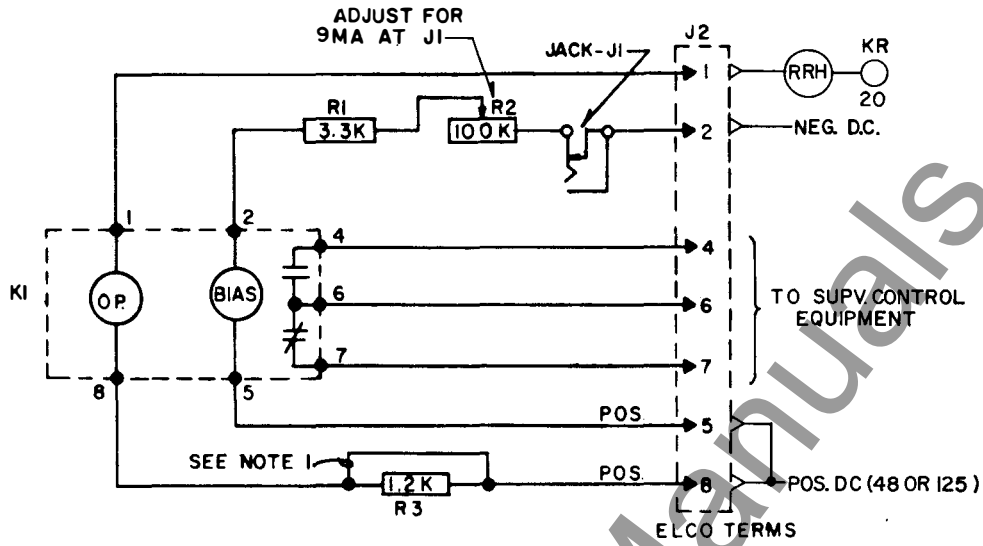 ADJUST FOR
9MA AT J1
JACK-J1
J2
KR
1
RRH
20
R1
3.3K
R2
100K
2
NEG. D.C.
1
2
4
4
K1
OP.
BIAS
6
6
TO SUPV. CONTROL
EQUIPMENT
7
7
8
5
POS.
5
SEE NOTE 1
1.2K
R3
POS.
8
POS. DC (48 OR 125)
ELCO TERMS
Manuals